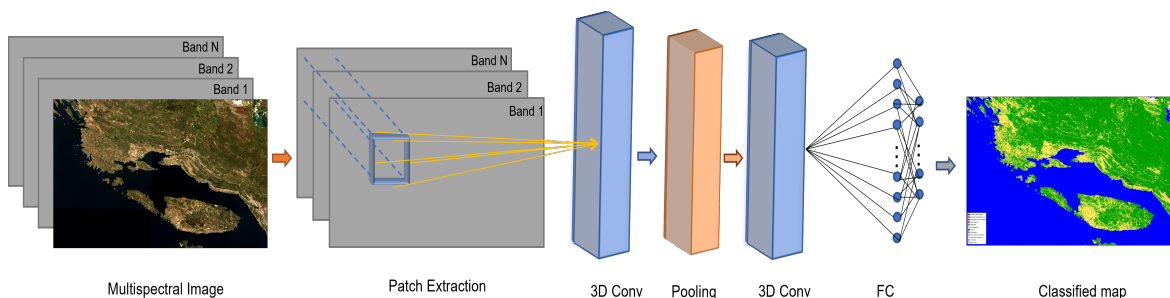 Band N
Band 2
Band 1
Band N
Band 2
Band 1
Multispectral Image
Patch Extraction
3D Conv
Pooling
3D Conv
FC
Classified map